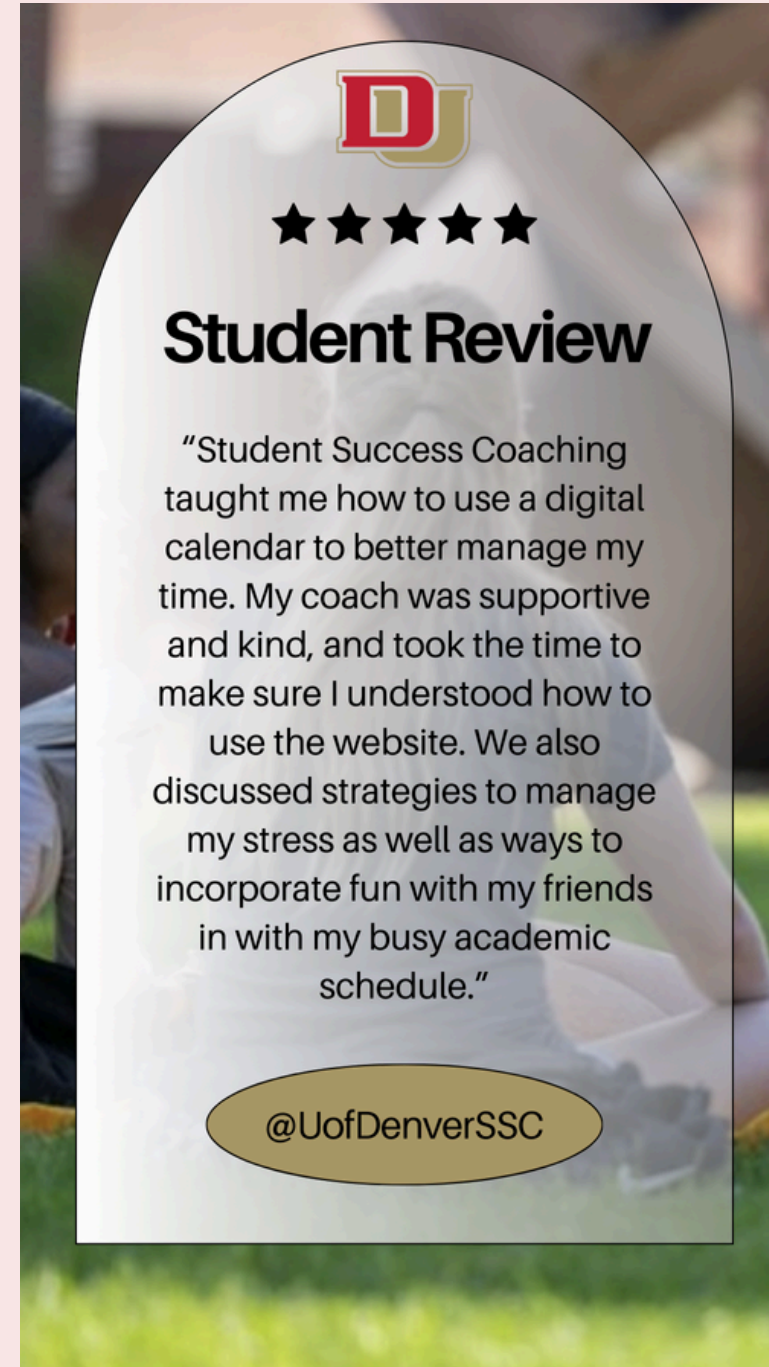 DU
Student Review
“Student Success Coaching
taught me how to use a digital
calendar to better manage my
time. My coach was supportive
and kind, and took the time to
make sure I understood how to
use the website. We also
discussed strategies to manage
my stress as well as ways to
incorporate fun with my friends
in with my busy academic
schedule.”
@UofDenverSSC